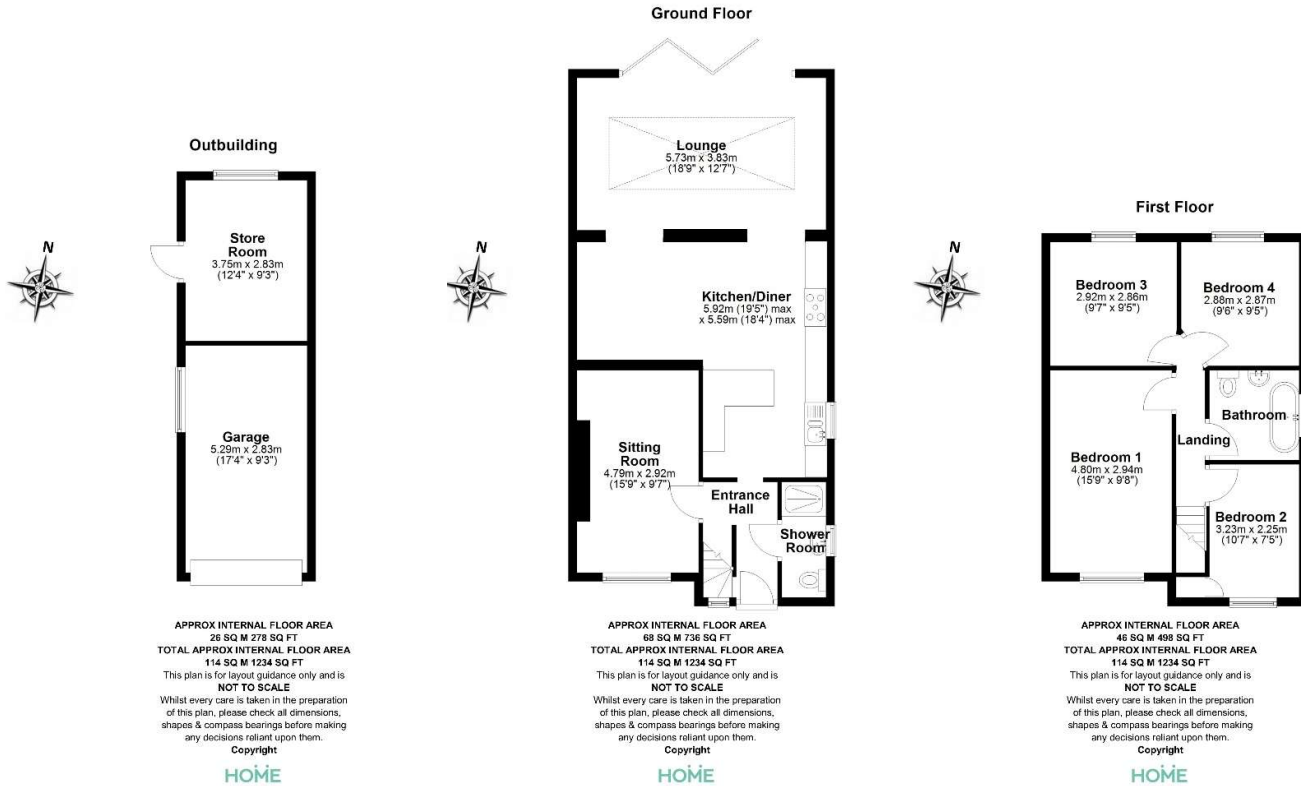 Outbuilding
N
Store
Room
3.75m x 2.83m
(12'4" x 9'3")
Garage
5.29m x 2.83m
(17'4" x 9'3")
APPROX INTERNAL FLOOR AREA
26 SQ M 278 SQ FT
TOTAL APPROX INTERNAL FLOOR AREA
114 SQ M 1234 SQ FT
This plan is for layout guidance only and is
NOT TO SCALE
Whilst every care is taken in the preparation
of this plan, please check all dimensions,
shapes & compass bearings before making
any decisions reliant upon them.
Copyright
HOME
Ground Floor
N
Lounge
5.73m x 3.83m
(18'9" x 12'7")
Kitchen/Diner
5.92m (19'5") max
x 5.59m (18'4") max
Sitting
Room
4.79m x 2.92m
(15'9" x 9'7")
Entrance
Hall
Shower
Room
APPROX INTERNAL FLOOR AREA
68 SQ M 736 SQ FT
TOTAL APPROX INTERNAL FLOOR AREA
114 SQ M 1234 SQ FT
This plan is for layout guidance only and is
NOT TO SCALE
Whilst every care is taken in the preparation
of this plan, please check all dimensions,
shapes & compass bearings before making
any decisions reliant upon them.
Copyright
HOME
First Floor
N
Bedroom 3
2.92m x 2.86m
(9'7" x 9'5")
Bedroom 4
2.88m x 2.87m
(9'6" x 9'5")
Bathroom
Landing
Bedroom 1
4.80m x 2.94m
(15'9" x 9'8")
Bedroom 2
3.23m x 2.25m
(10'7" x 7'5")
APPROX INTERNAL FLOOR AREA
46 SQ M 498 SQ FT
TOTAL APPROX INTERNAL FLOOR AREA
114 SQ M 1234 SQ FT
This plan is for layout guidance only and is
NOT TO SCALE
Whilst every care is taken in the preparation
of this plan, please check all dimensions,
shapes & compass bearings before making
any decisions reliant upon them.
Copyright
HOME